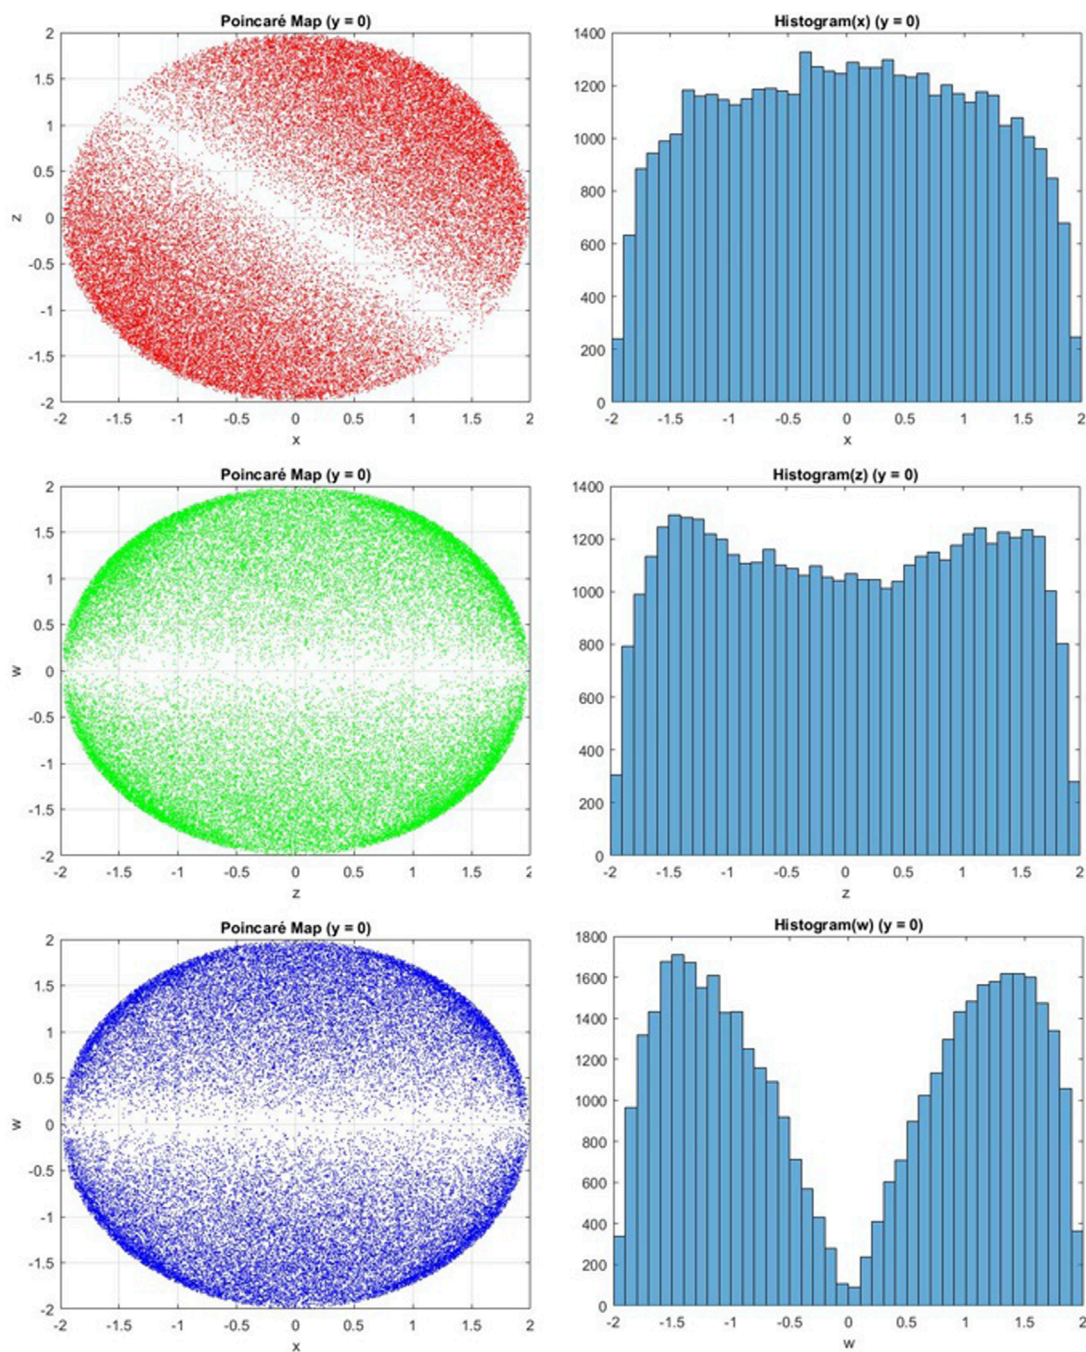 Poincaré Map (y = 0)
2
1.5
1
0.5
0
-0.5
-1
-1.5
-2
z
-2 -1.5 -1 -0.5 0 0.5 1 1.5 2
x
Histogram(x) (y = 0)
1400
1200
1000
800
600
400
200
0
-2 -1.5 -1 -0.5 0 0.5 1 1.5 2
x
Poincaré Map (y = 0)
2
1.5
1
0.5
0
-0.5
-1
-1.5
-2
w
-2 -1.5 -1 -0.5 0 0.5 1 1.5 2
z
Histogram(z) (y = 0)
1400
1200
1000
800
600
400
200
0
-2 -1.5 -1 -0.5 0 0.5 1 1.5 2
z
Poincaré Map (y = 0)
2
1.5
1
0.5
0
-0.5
-1
-1.5
-2
w
-2 -1.5 -1 -0.5 0 0.5 1 1.5 2
x
Histogram(w) (y = 0)
1800
1600
1400
1200
1000
800
600
400
200
0
-2 -1.5 -1 -0.5 0 0.5 1 1.5 2
w